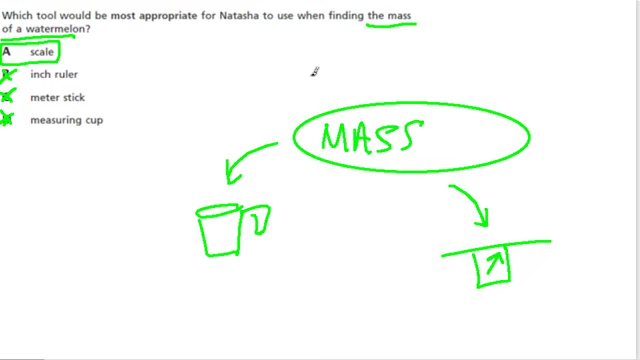 Which tool would be most appropriate for Natasha to use when finding the mass
of a watermelon?
A scale
inch ruler
meter stick
measuring cup
MASS